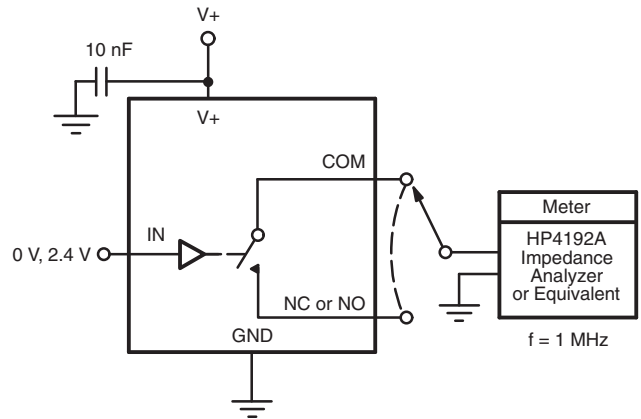 V+
10 nF
V+
COM
Meter
IN
HP4192A
0 V, 2.4 V
Impedance
Analyzer
or Equivalent
NC or NO
GND
f = 1 MHz